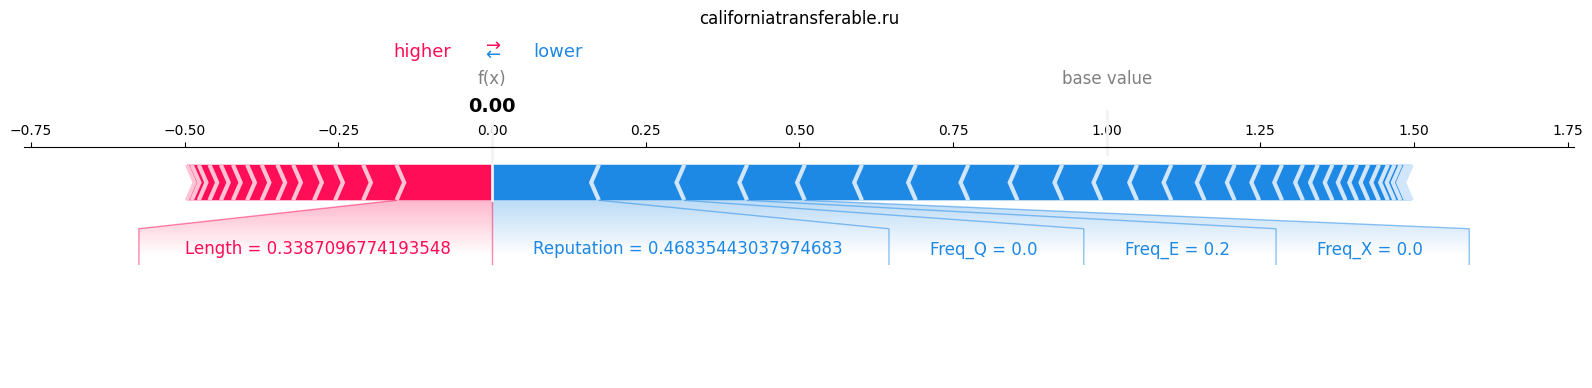 californiatransferable.ru
higher → ← lower
f(x) base value
0.00
−0.75 −0.50 −0.25 0.00 0.25 0.50 0.75 1.00 1.25 1.50 1.75
Length = 0.3387096774193548 Reputation = 0.46835443037974683 Freq_Q = 0.0 Freq_E = 0.2 Freq_X = 0.0